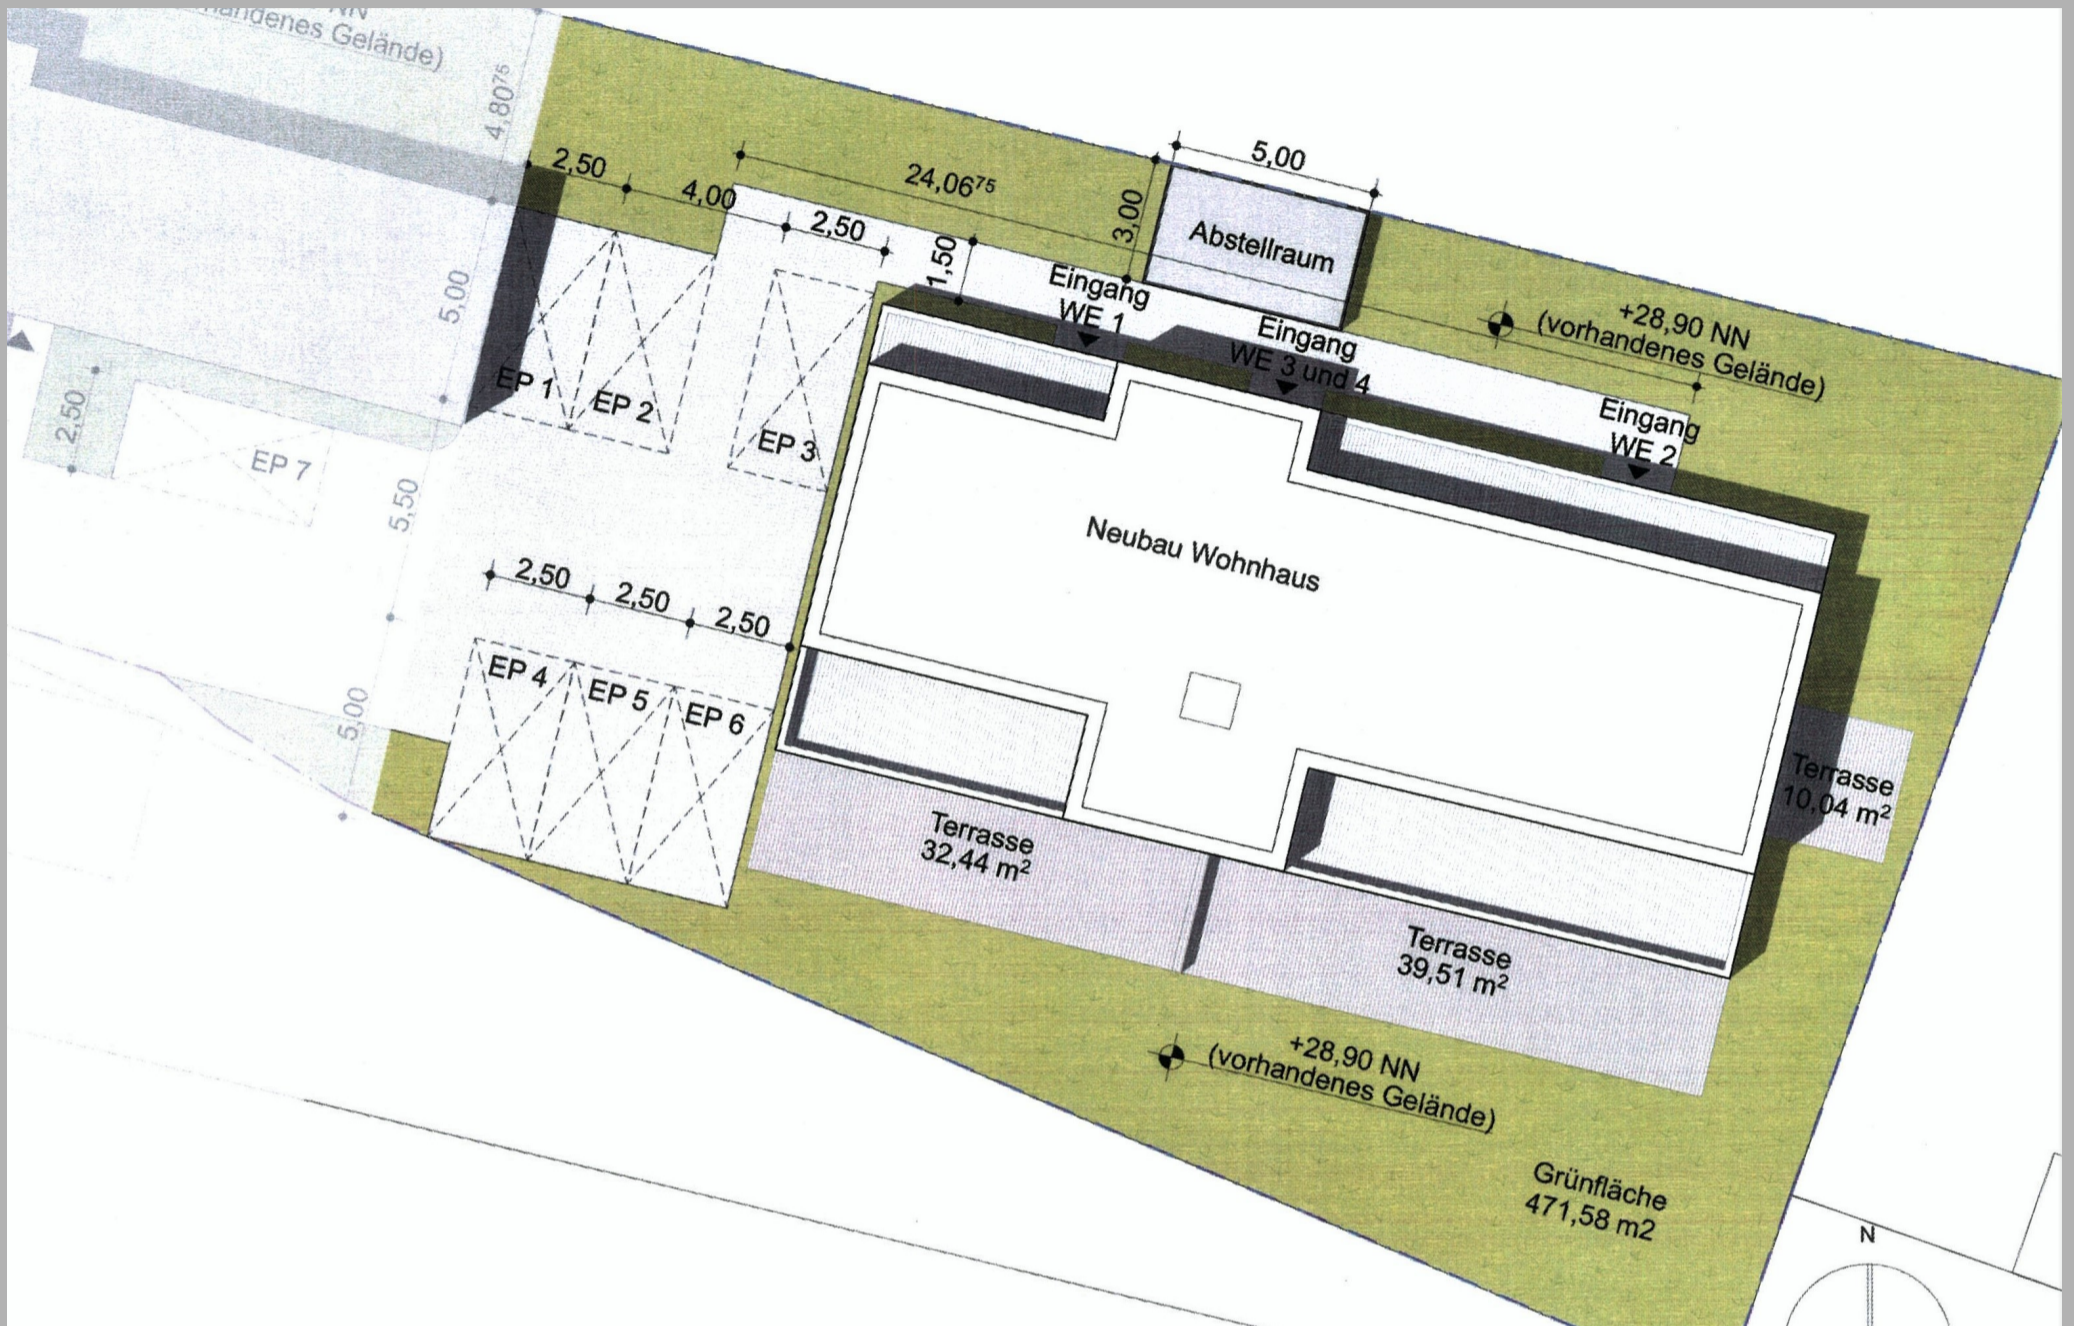 NN
handenes Gelände)
4,80⁷⁵
2,50
4,00
24,06⁷⁵
5,00
3,00
2,50
1,50
Abstellraum
Eingang
WE 1
Eingang
WE 3 und 4
+28,90 NN
(vorhandenes Gelände)
Eingang
WE 2
5,00
EP 1
EP 2
EP 3
2,50
EP 7
5,50
Neubau Wohnhaus
2,50
2,50
2,50
EP 4
EP 5
EP 6
5,00
Terrasse
10,04 m²
Terrasse
32,44 m²
Terrasse
39,51 m²
+28,90 NN
(vorhandenes Gelände)
Grünfläche
471,58 m2
N